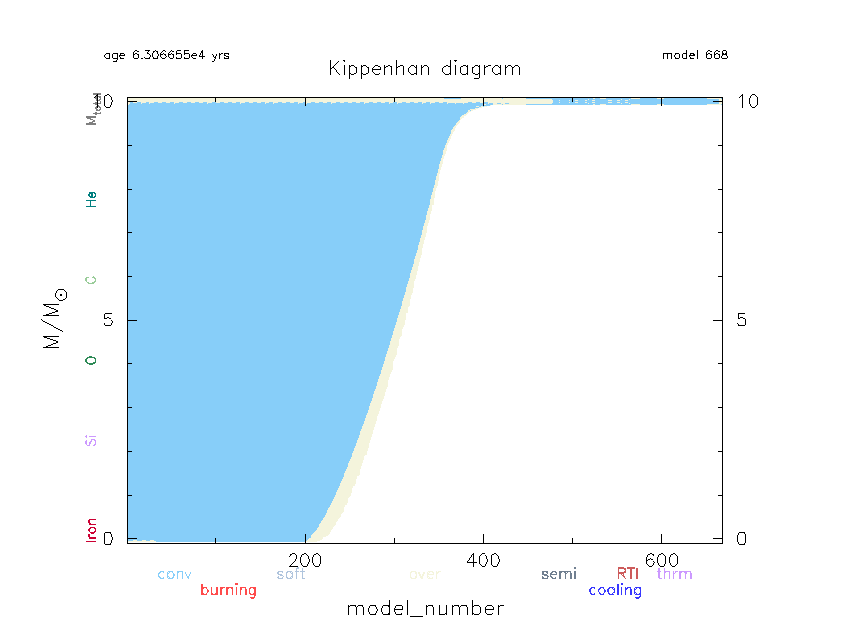 age 6.306655e4 yrs
model 668
Kippenhan diagram
M_total
10
10
He
C
M/M☉
5
5
O
Si
Iron
0
0
200
400
600
conv
soft
over
semi
RTI
thrm
burning
cooling
model_number